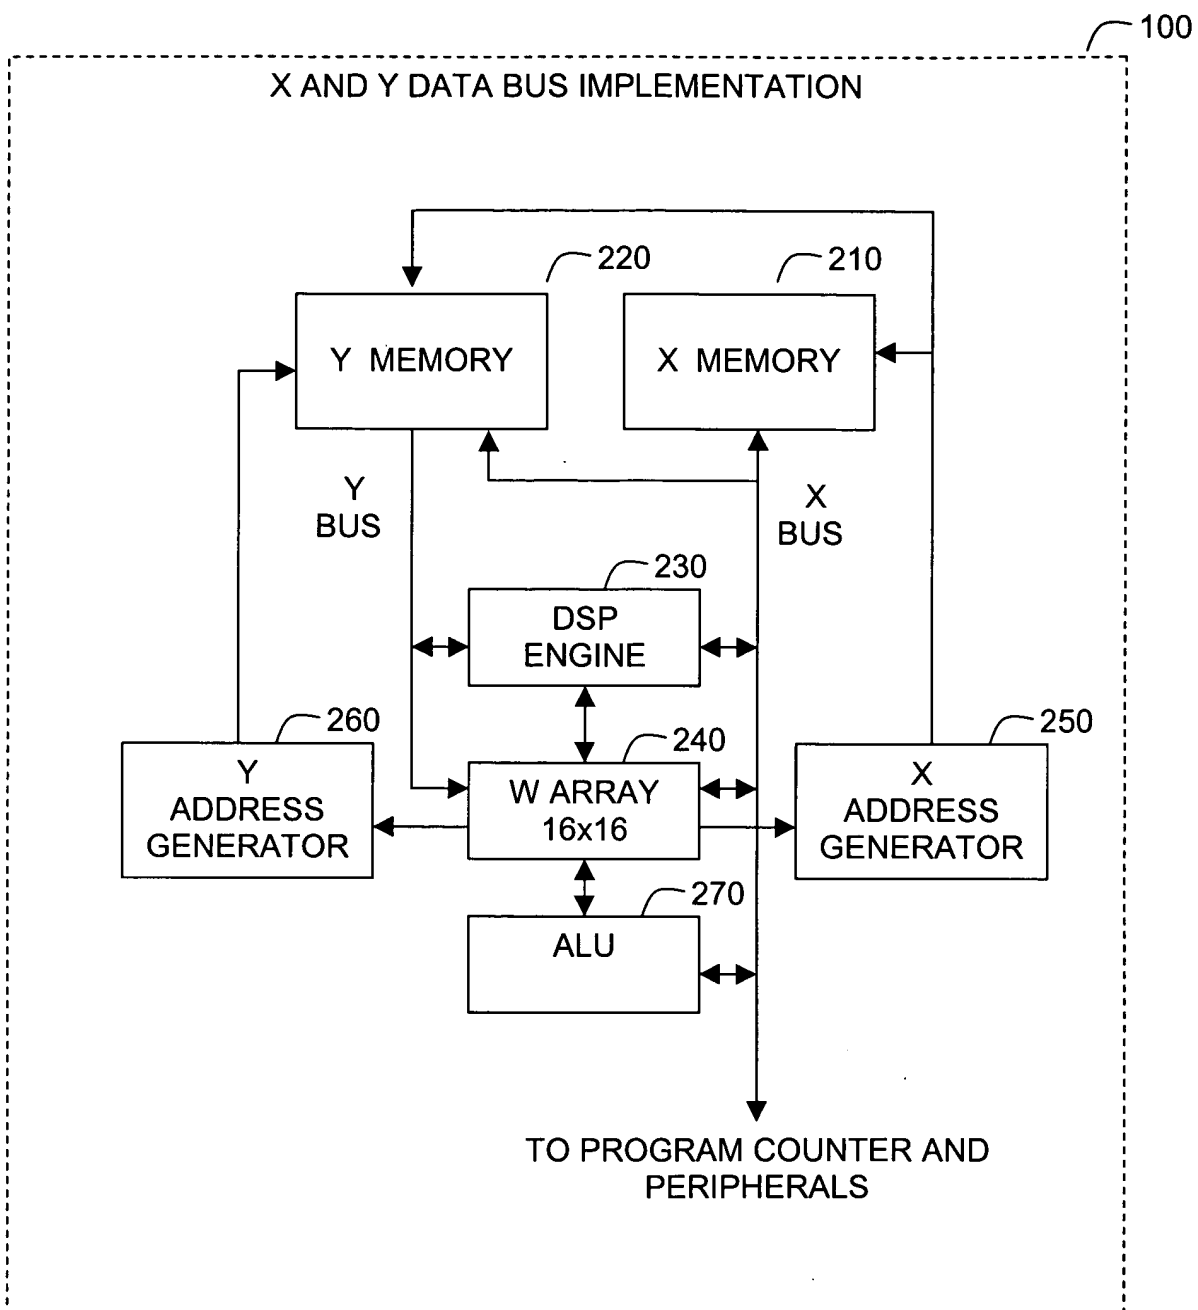 100
X AND Y DATA BUS IMPLEMENTATION
220
210
Y MEMORY
X MEMORY
Y
BUS
X
BUS
230
DSP
ENGINE
260
240
250
Y
ADDRESS
GENERATOR
W ARRAY
16x16
X
ADDRESS
GENERATOR
270
ALU
TO PROGRAM COUNTER AND
PERIPHERALS